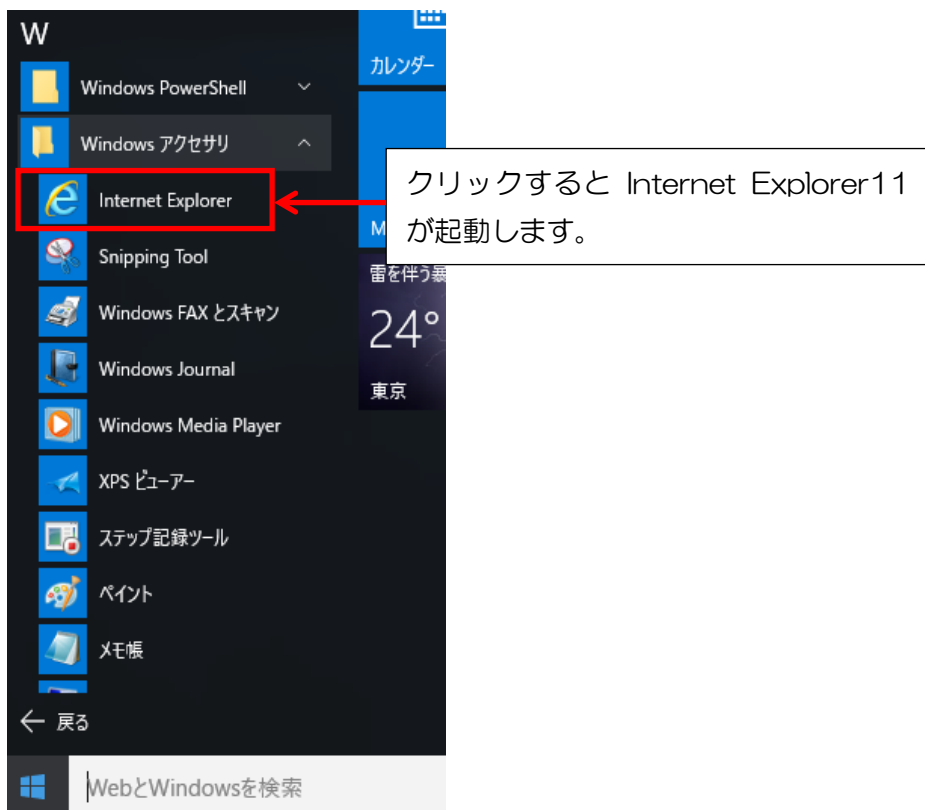 W
カレンダー
Windows PowerShell
Windows アクセサリ
クリックすると Internet Explorer11
が起動します。
Internet Explorer
M
Snipping Tool
雷を伴う暴
Windows FAX とスキャン
24°
Windows Journal
東京
Windows Media Player
XPS ビューアー
ステップ記録ツール
ペイント
メモ帳
← 戻る
WebとWindowsを検索